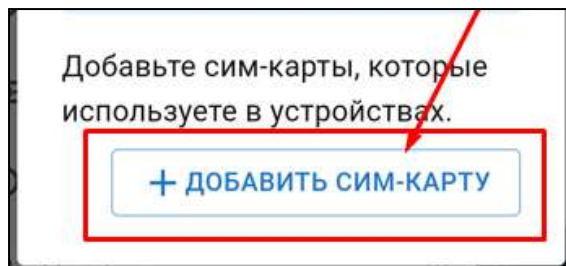 Добавьте сим-карты, которые
используете в устройствах.
+ ДОБАВИТЬ СИМ-КАРТУ